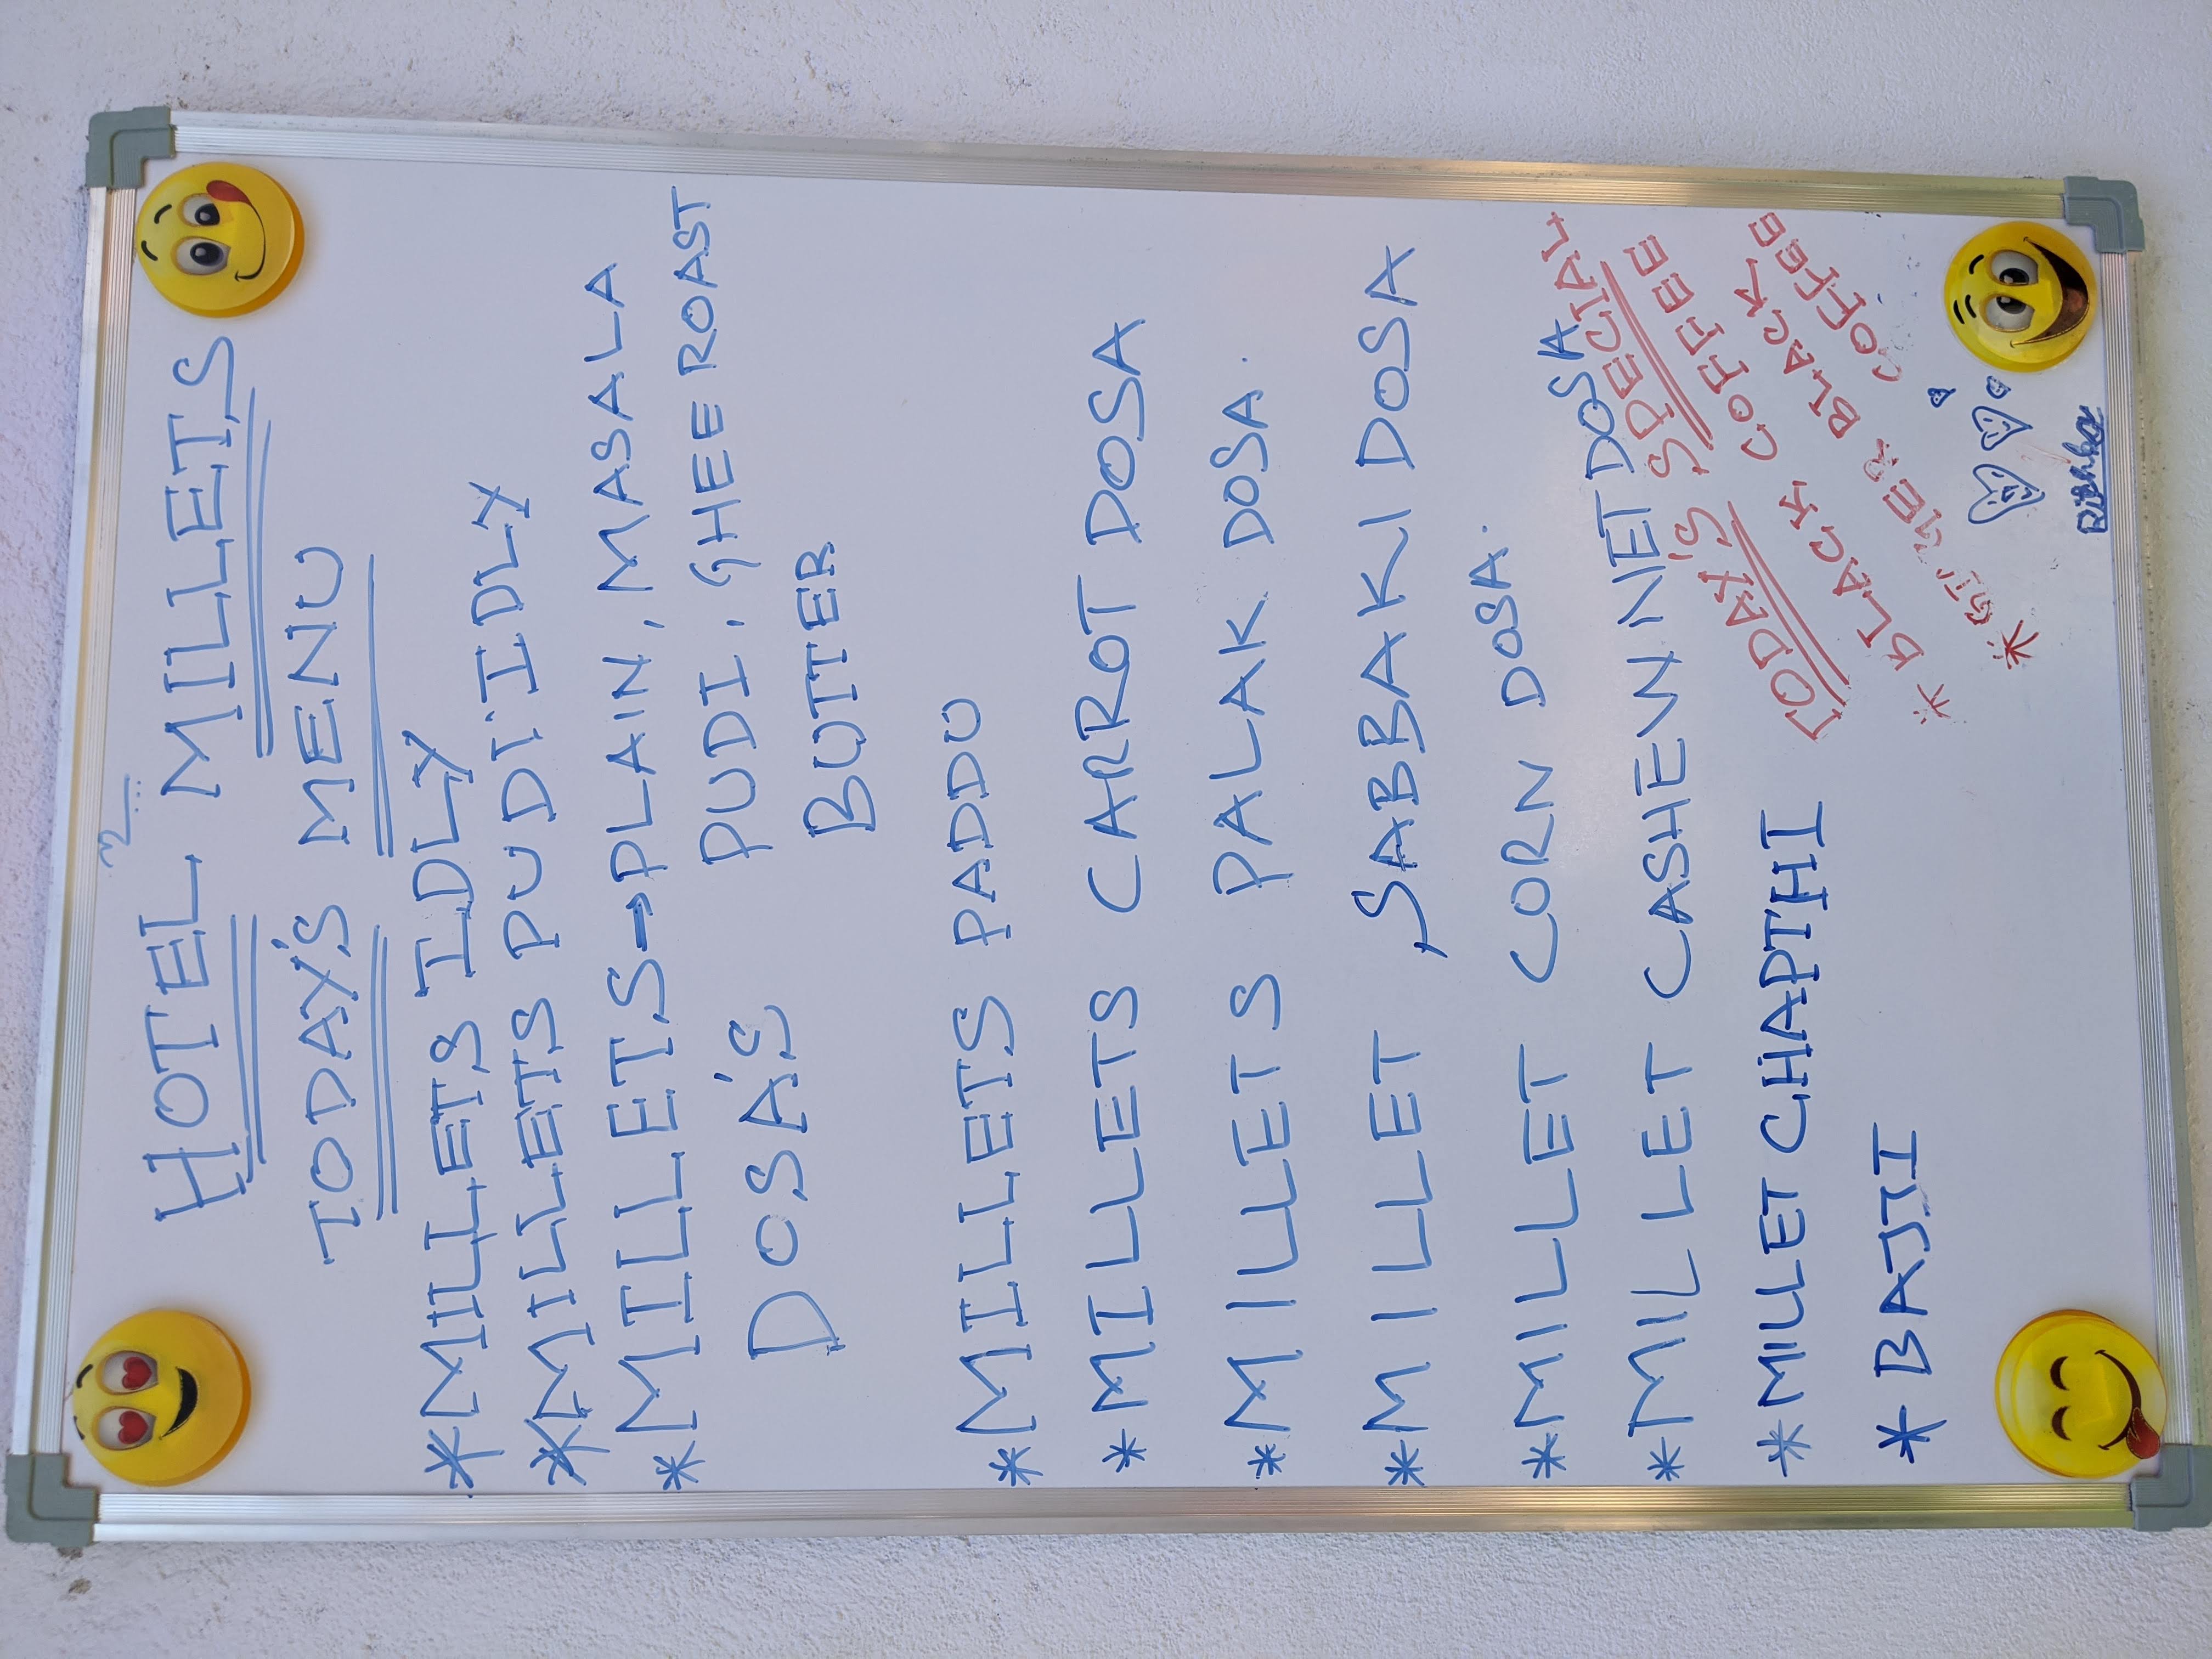 HOTEL MILLETS
TODAY'S MENU
* MILLETS IDLY
* MILLETS PUDI IDLY
* MILLETS → PLAIN, MASALA
DOSA'S PUDI, GHEE ROAST
BUTTER
* MILLETS PADDU
* MILLETS CARROT DOSA
* MILLETS PALAK DOSA.
* MILLET SABBAKI DOSA
* MILLET CORN DOSA.
* MILLET CASHEW NET DOSA
* MILLET CHAPTHI
* BAJJI
TODAY'S SPECIAL
* BLACK COFFEE
* GINGER BLACK
COFFEE